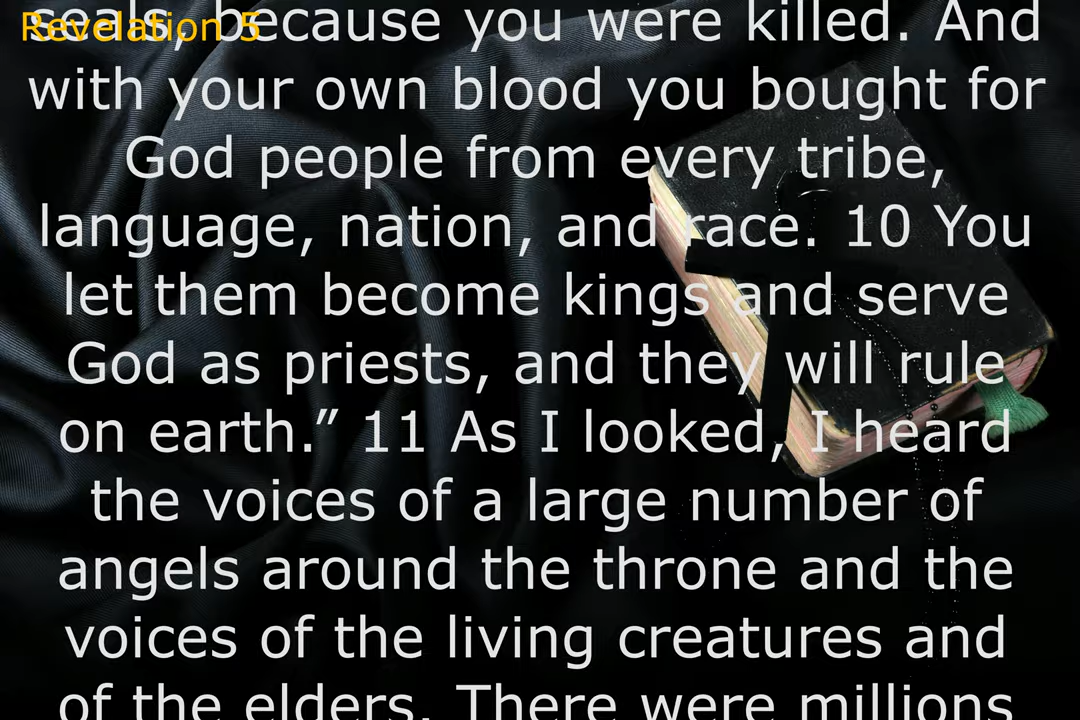 Revelation 5
seals, because you were killed. And
with your own blood you bought for
God people from every tribe,
language, nation, and race. 10 You
let them become kings and serve
God as priests, and they will rule
on earth.” 11 As I looked, I heard
the voices of a large number of
angels around the throne and the
voices of the living creatures and
of the elders. There were millions